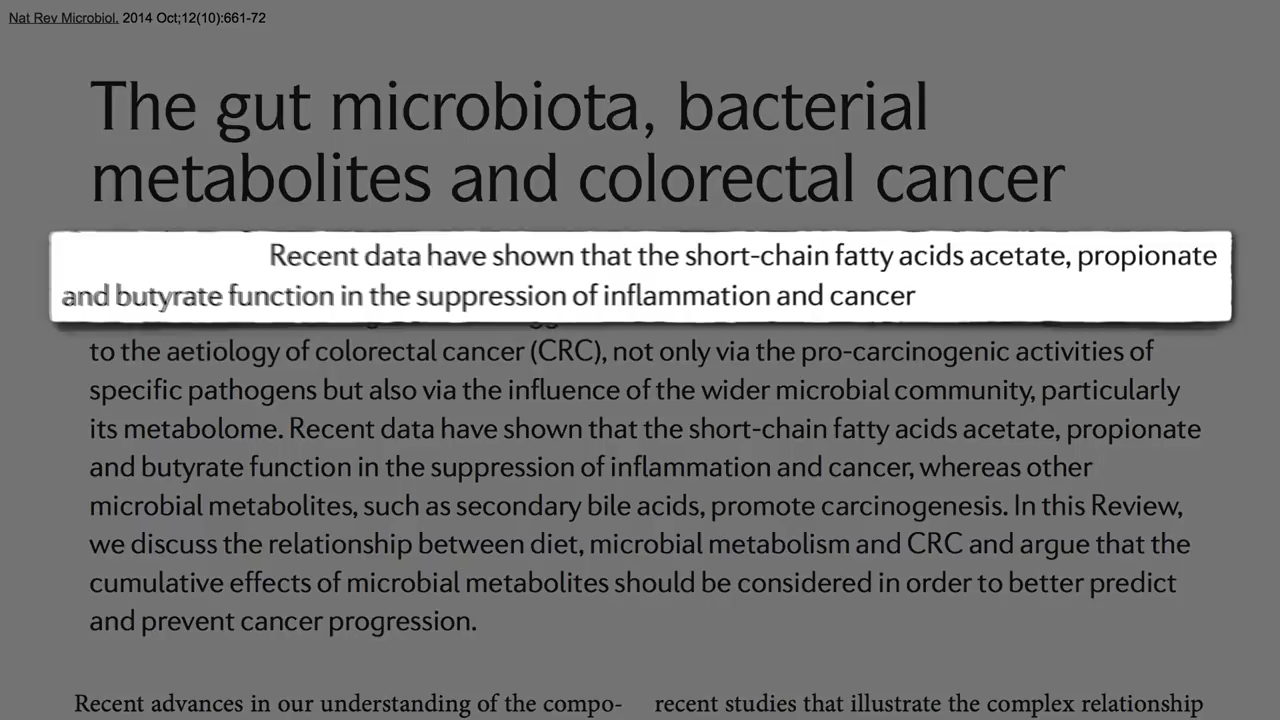 Nat Rev Microbiol. 2014 Oct;12(10):661-72
The gut microbiota, bacterial
metabolites and colorectal cancer
Recent data have shown that the short-chain fatty acids acetate, propionate
and butyrate function in the suppression of inflammation and cancer
to the aetiology of colorectal cancer (CRC), not only via the pro-carcinogenic activities of
specific pathogens but also via the influence of the wider microbial community, particularly
its metabolome. Recent data have shown that the short-chain fatty acids acetate, propionate
and butyrate function in the suppression of inflammation and cancer, whereas other
microbial metabolites, such as secondary bile acids, promote carcinogenesis. In this Review,
we discuss the relationship between diet, microbial metabolism and CRC and argue that the
cumulative effects of microbial metabolites should be considered in order to better predict
and prevent cancer progression.
Recent advances in our understanding of the compo-
recent studies that illustrate the complex relationship